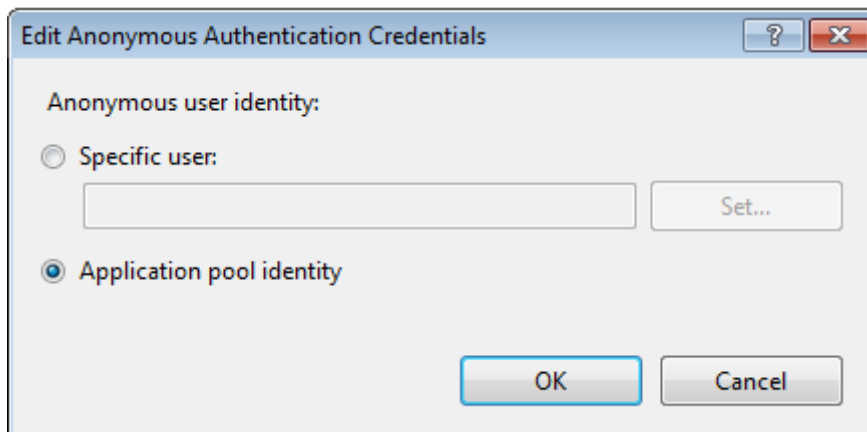 Edit Anonymous Authentication Credentials
?
Anonymous user identity:
Specific user:
Set...
Application pool identity
OK
Cancel